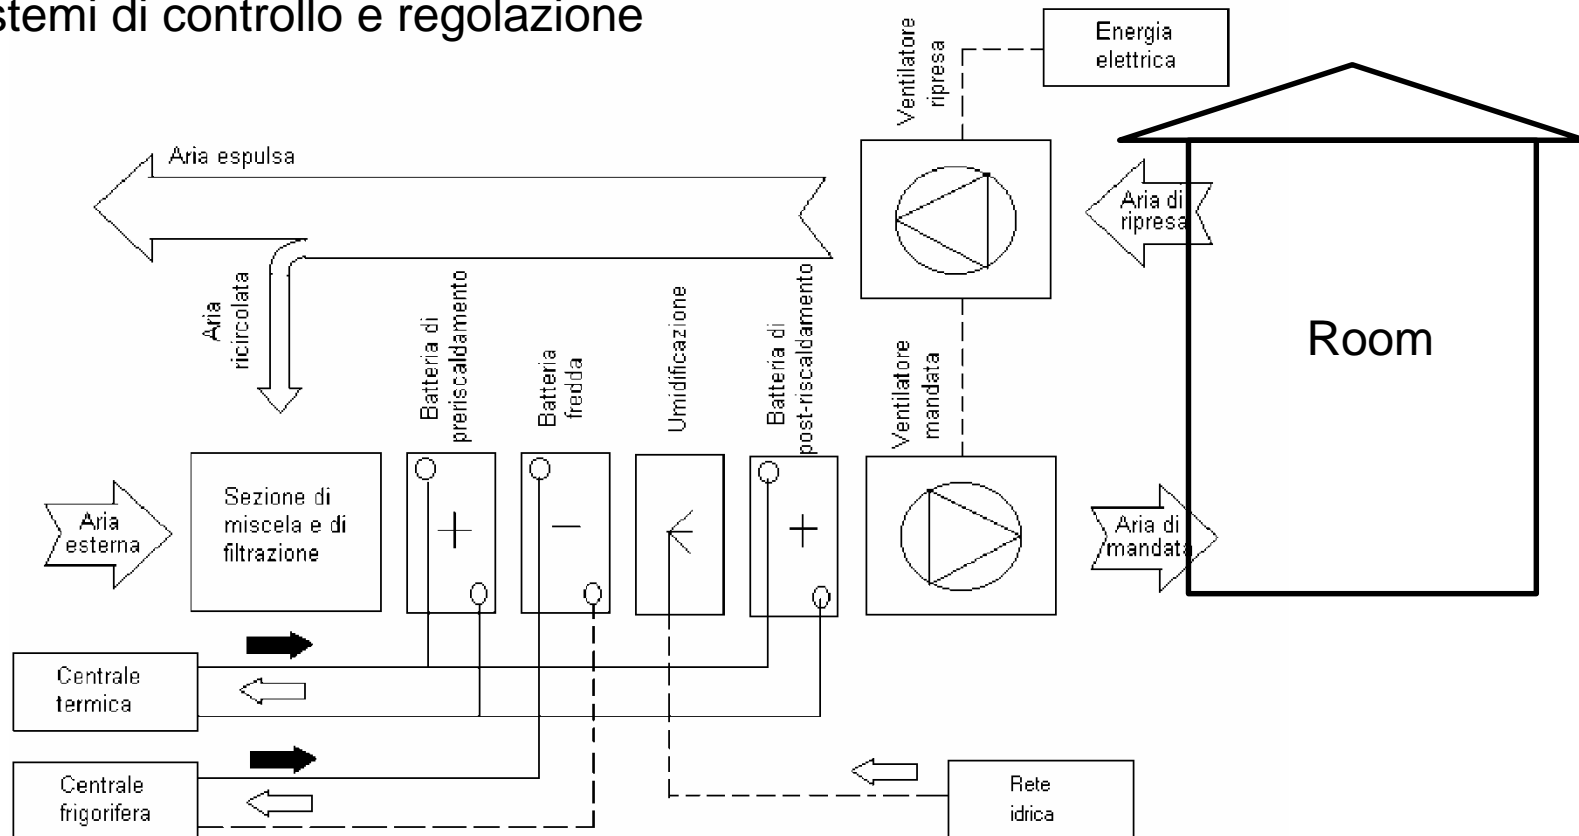 stemi di controllo e regolazione
Energia
elettrica
Ventilatore
ripresa
Aria espulsa
Aria di
ripresa
Aria
ricircolata
Batteria di
preriscaldamento
Batteria
fredda
Umidificazione
Batteria di
post-riscaldamento
Ventilatore
mandata
Room
Aria
esterna
Sezione di
miscela e di
filtrazione
Aria di
mandata
Centrale
termica
Centrale
frigorifera
Rete
idrica